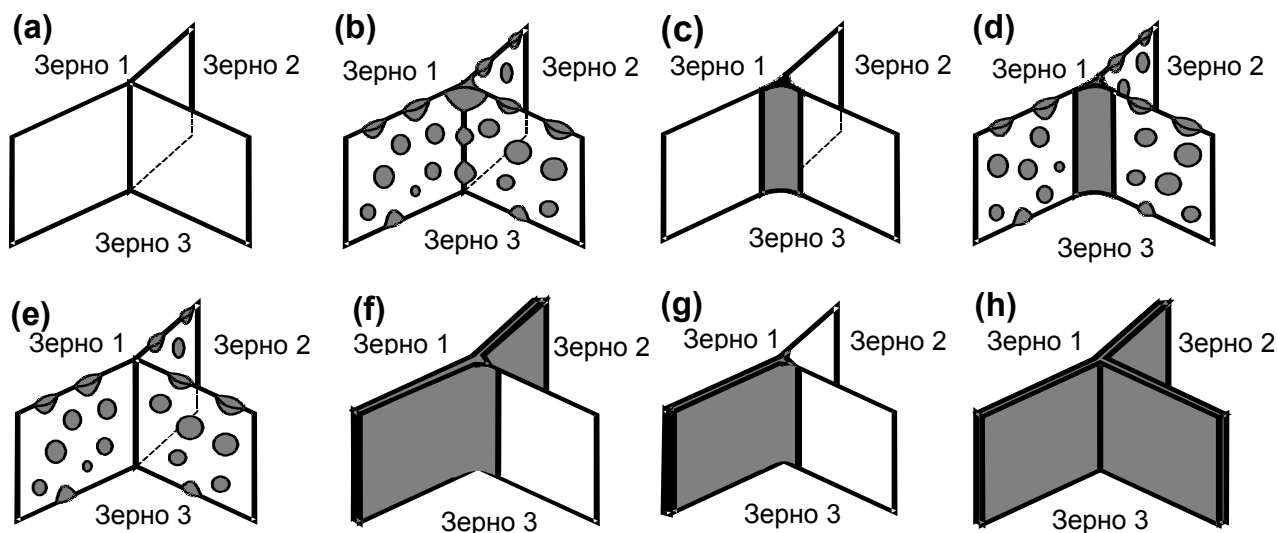 (a)
Зерно 1
Зерно 2
Зерно 3
(b)
Зерно 1
Зерно 2
Зерно 3
(c)
Зерно 1
Зерно 2
Зерно 3
(d)
Зерно 1
Зерно 2
Зерно 3
(e)
Зерно 1
Зерно 2
Зерно 3
(f)
Зерно 1
Зерно 2
Зерно 3
(g)
Зерно 1
Зерно 2
Зерно 3
(h)
Зерно 1
Зерно 2
Зерно 3